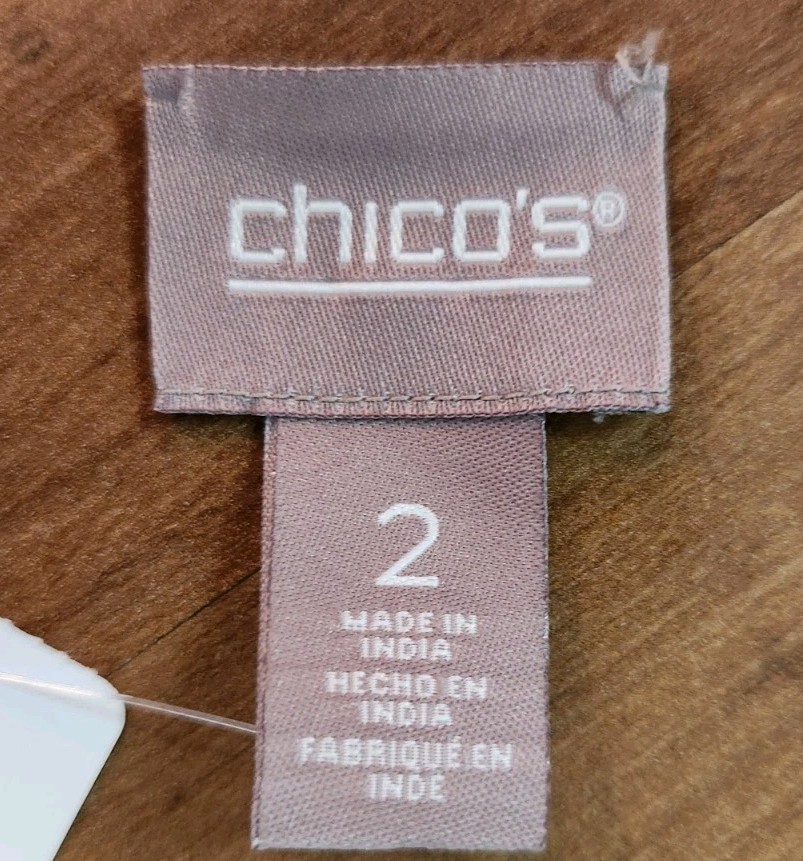 chico's®
2
MADE IN
INDIA
HECHO EN
INDIA
FABRIQUÉ EN
INDE